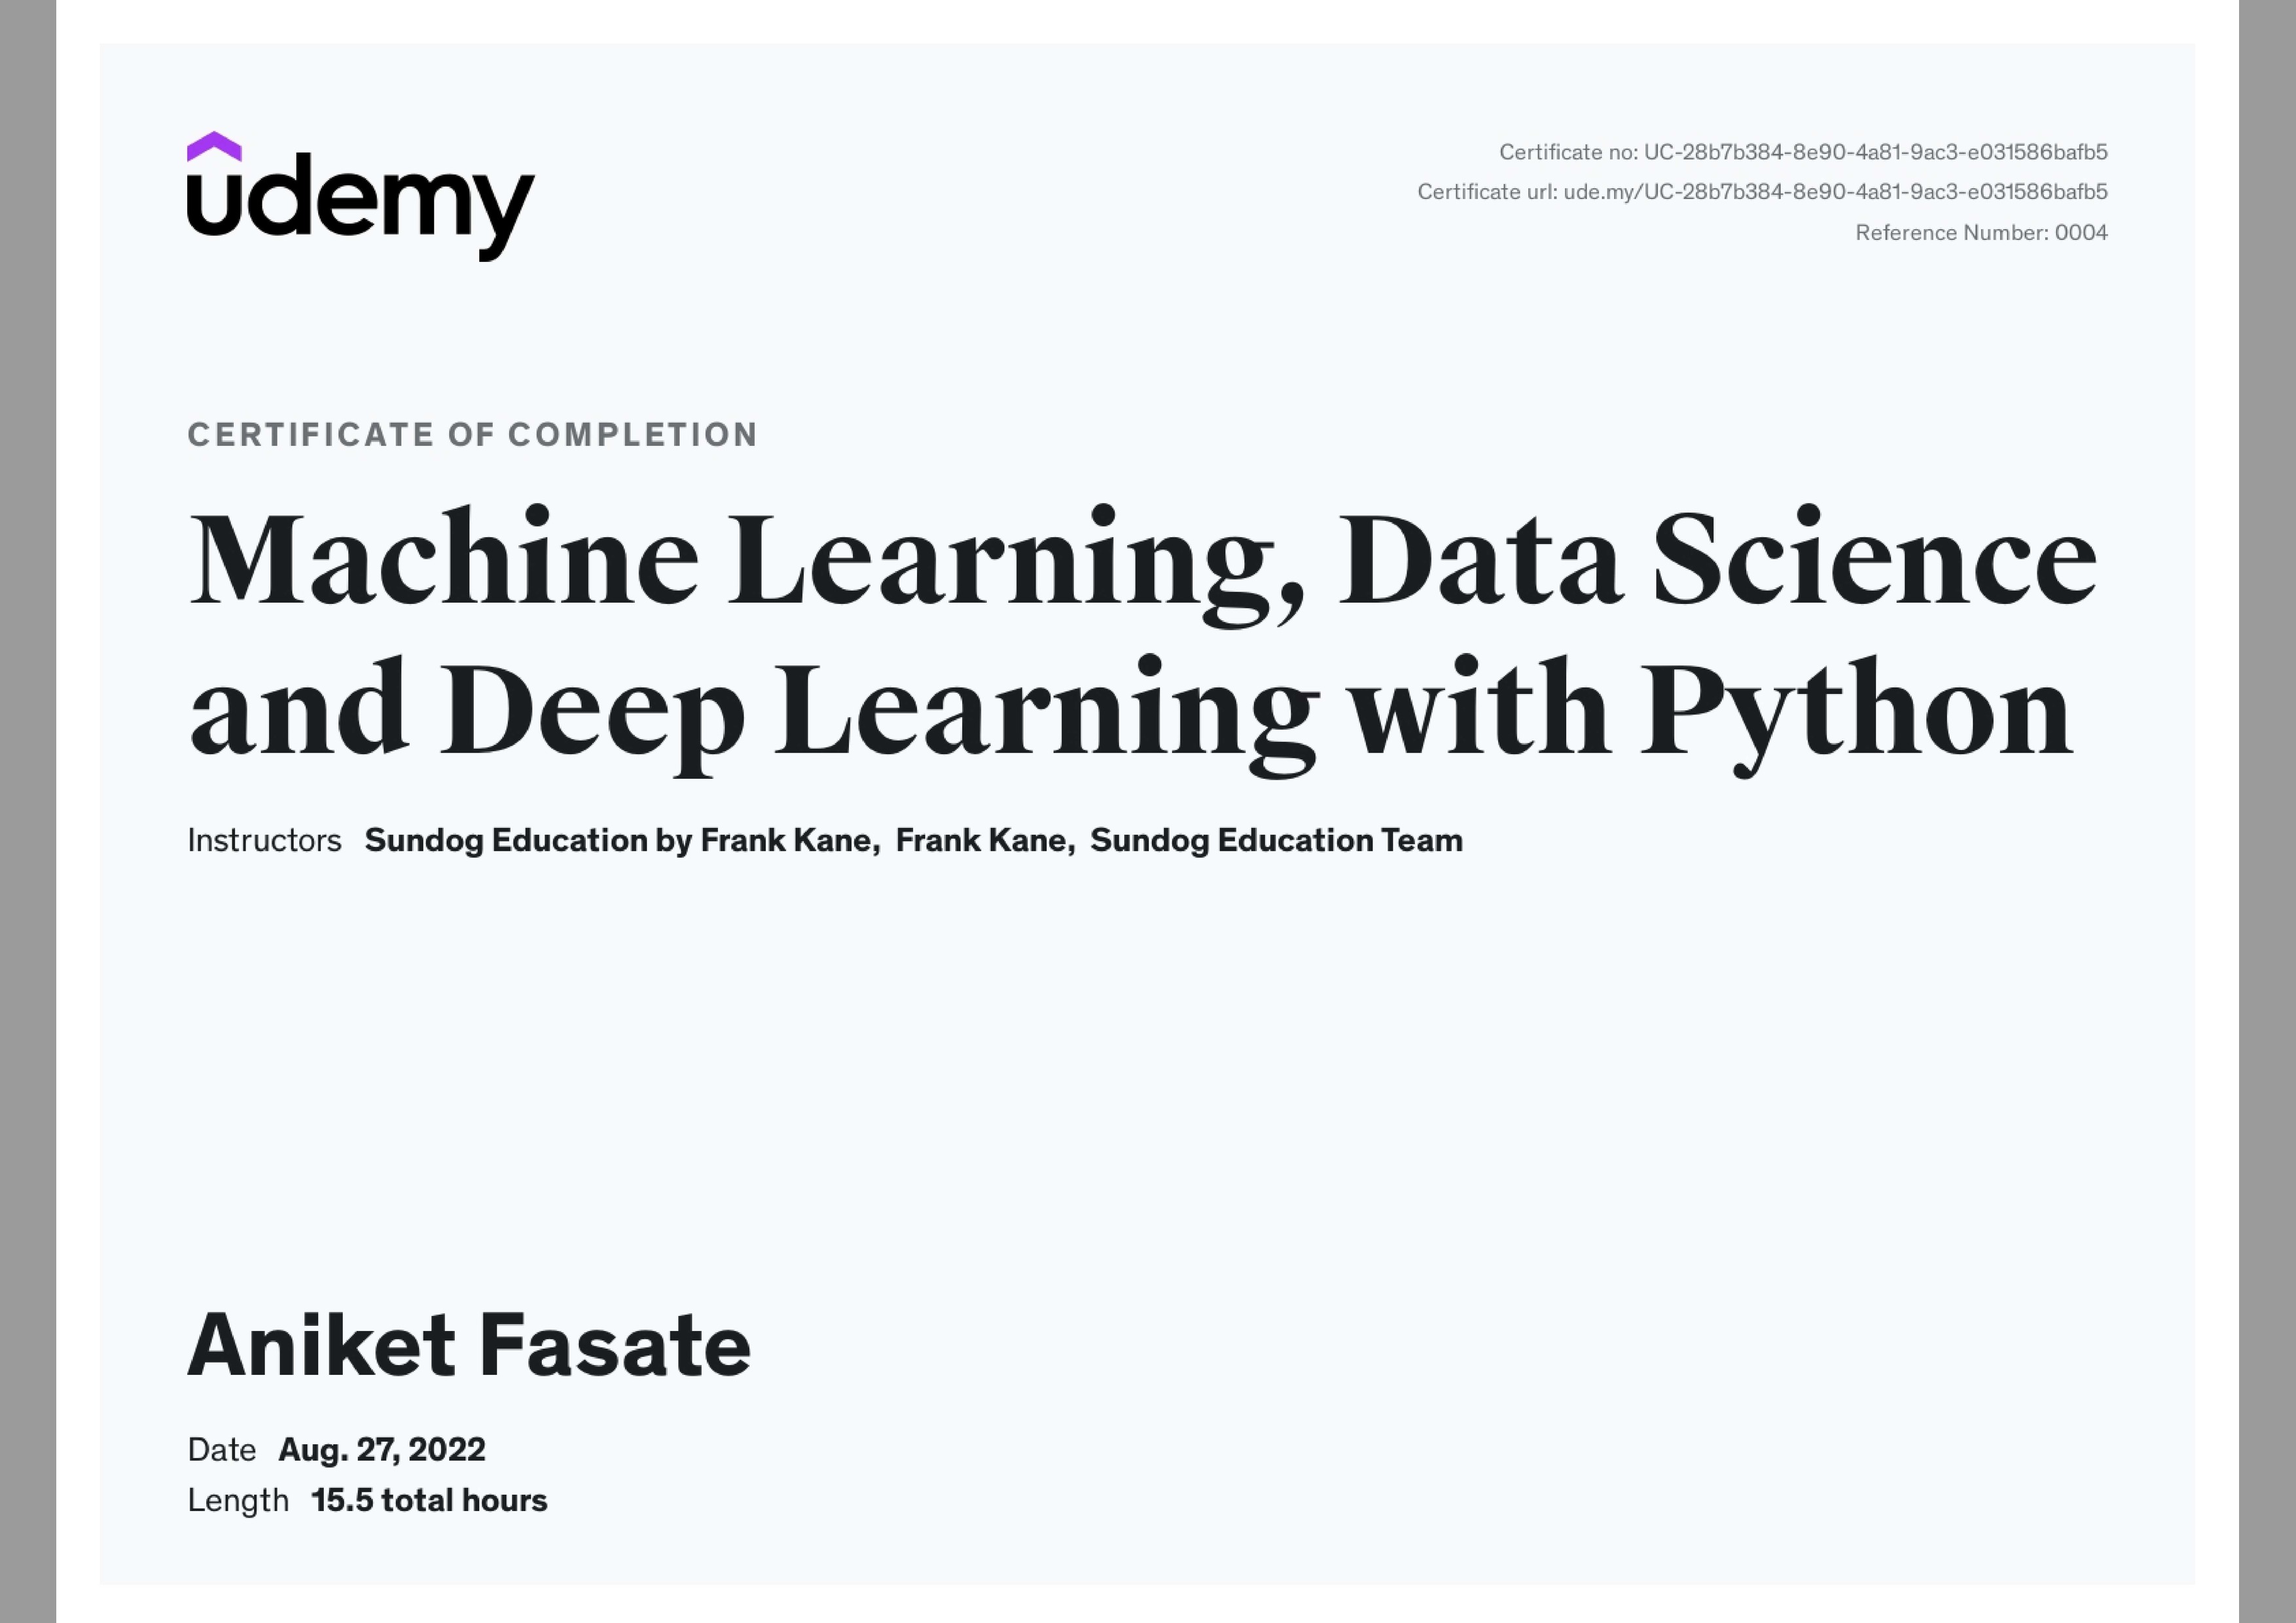 udemy
Certificate no: UC-28b7b384-8e90-4a81-9ac3-e031586bafb5
Certificate url: ude.my/UC-28b7b384-8e90-4a81-9ac3-e031586bafb5
Reference Number: 0004
CERTIFICATE OF COMPLETION
Machine Learning, Data Science
and Deep Learning with Python
Instructors Sundog Education by Frank Kane, Frank Kane, Sundog Education Team
Aniket Fasate
Date Aug. 27, 2022
Length 15.5 total hours